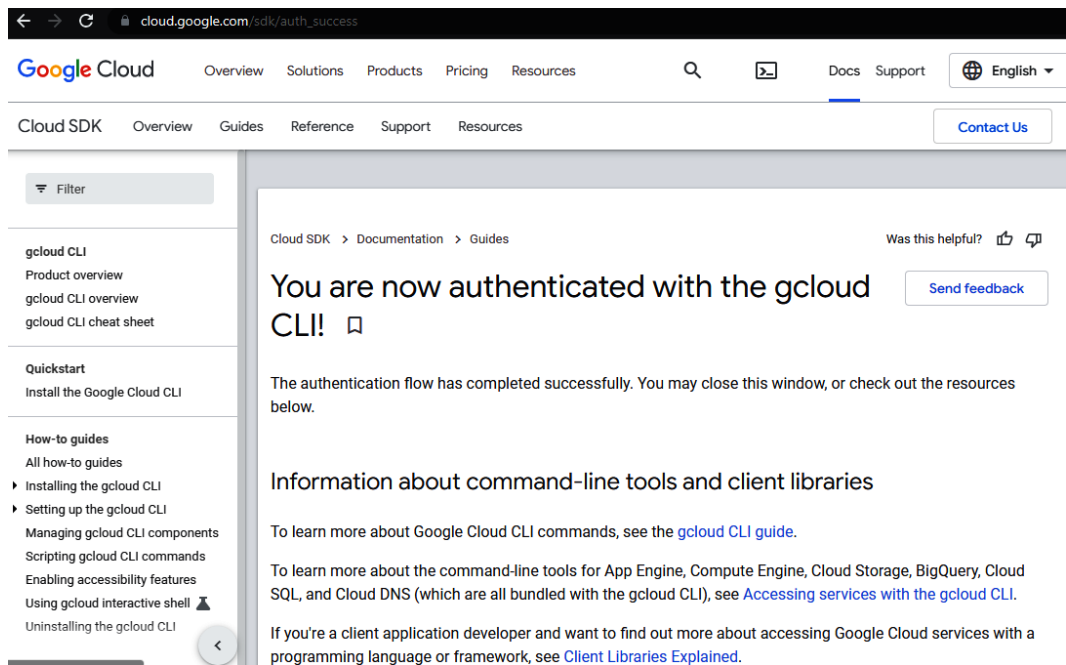 cloud.google.com/sdk/auth_success
Google Cloud Overview Solutions Products Pricing Resources Docs Support English
Cloud SDK Overview Guides Reference Support Resources Contact Us
Filter
gcloud CLI
Product overview
gcloud CLI overview
gcloud CLI cheat sheet
Quickstart
Install the Google Cloud CLI
How-to guides
All how-to guides
Installing the gcloud CLI
Setting up the gcloud CLI
Managing gcloud CLI components
Scripting gcloud CLI commands
Enabling accessibility features
Using gcloud interactive shell
Uninstalling the gcloud CLI
Cloud SDK > Documentation > Guides
Was this helpful?
You are now authenticated with the gcloud
CLI!
Send feedback
The authentication flow has completed successfully. You may close this window, or check out the resources
below.
Information about command-line tools and client libraries
To learn more about Google Cloud CLI commands, see the gcloud CLI guide.
To learn more about the command-line tools for App Engine, Compute Engine, Cloud Storage, BigQuery, Cloud
SQL, and Cloud DNS (which are all bundled with the gcloud CLI), see Accessing services with the gcloud CLI.
If you're a client application developer and want to find out more about accessing Google Cloud services with a
programming language or framework, see Client Libraries Explained.